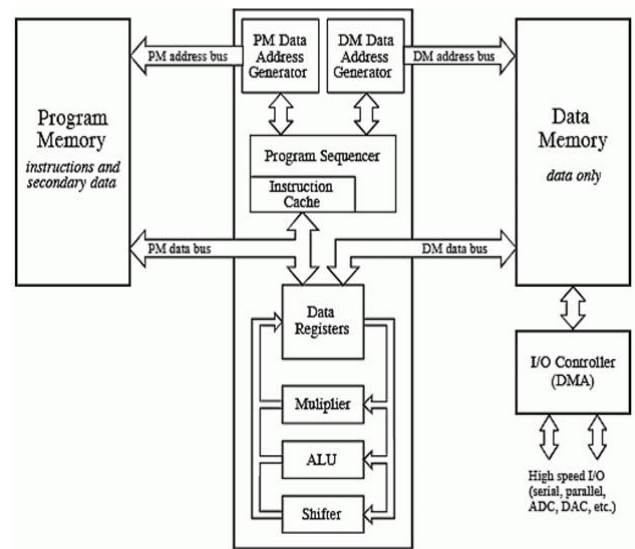 PM Data
Address
Generator
DM Data
Address
Generator
PM address bus
DM address bus
Program
Memory
instructions and
secondary data
Data
Memory
data only
Program Sequencer
Instruction
Cache
PM data bus
DM data bus
Data
Registers
Muliplier
ALU
Shifter
I/O Controller
(DMA)
High speed I/O
(serial, parallel,
ADC, DAC, etc.)